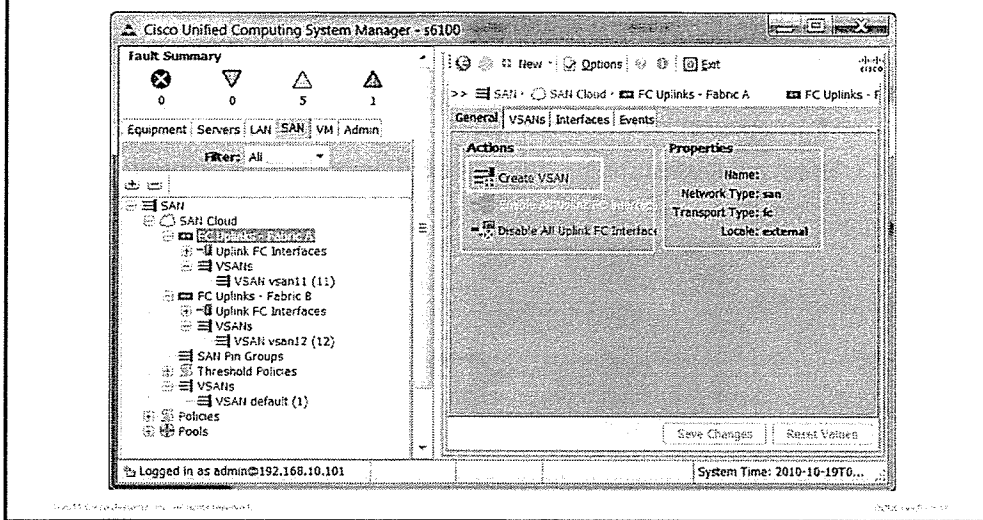 Cisco Unified Computing System Manager - s6100
Fault Summary
0 0 5 1
Equipment Servers LAN SAN VM Admin
Filter: All
SAN
SAN Cloud
FC Uplinks - Fabric A
Uplink FC Interfaces
VSANs
VSAN vsan11 (11)
FC Uplinks - Fabric B
Uplink FC Interfaces
VSANs
VSAN vsan12 (12)
SAN Pin Groups
Threshold Policies
VSANs
VSAN default (1)
Policies
Pools
New Options Exit
cisco
>> SAN SAN Cloud FC Uplinks - Fabric A FC Uplinks - F
General VSANs Interfaces Events
Actions
Create VSAN
Disable All Uplink FC Interfac
Properties
Name:
Network Type: san
Transport Type: fc
Locale: external
Save Changes Reset Values
Logged in as admin@192.168.10.101
System Time: 2010-10-19T0...